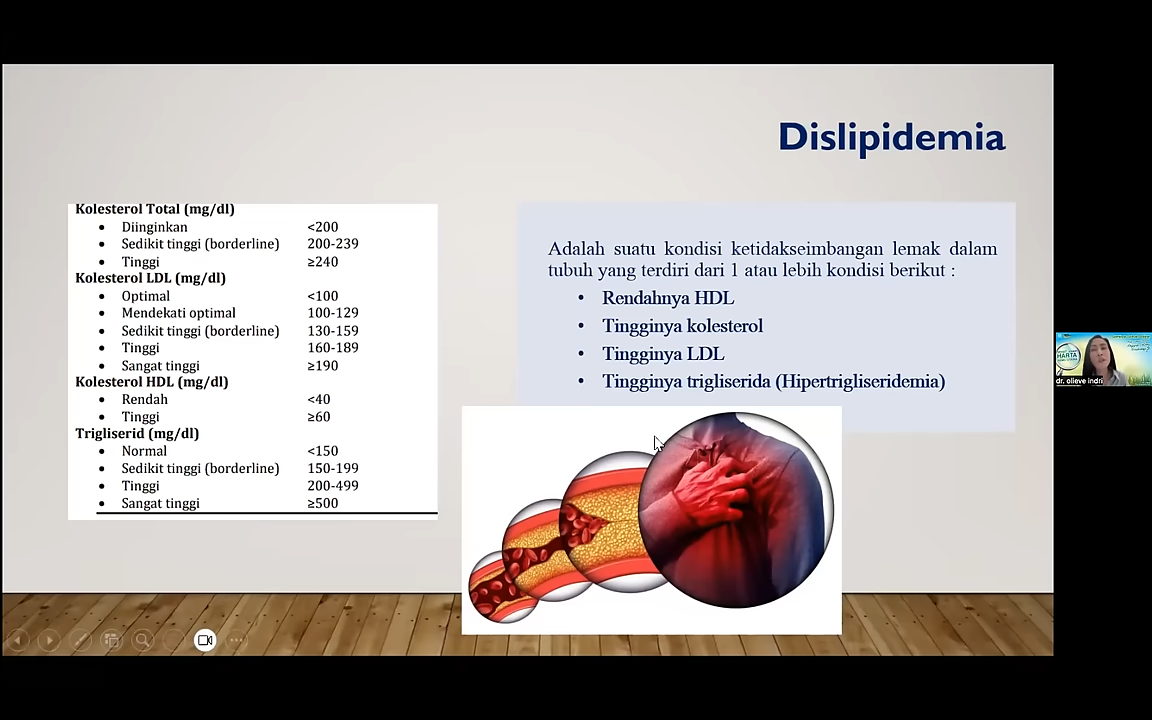 Dislipidemia
Kolesterol Total (mg/dl)
• Diinginkan <200
• Sedikit tinggi (borderline) 200-239
• Tinggi ≥240
Kolesterol LDL (mg/dl)
• Optimal <100
• Mendekati optimal 100-129
• Sedikit tinggi (borderline) 130-159
• Tinggi 160-189
• Sangat tinggi ≥190
Kolesterol HDL (mg/dl)
• Rendah <40
• Tinggi ≥60
Trigliserid (mg/dl)
• Normal <150
• Sedikit tinggi (borderline) 150-199
• Tinggi 200-499
• Sangat tinggi ≥500
Adalah suatu kondisi ketidakseimbangan lemak dalam
tubuh yang terdiri dari 1 atau lebih kondisi berikut :
• Rendahnya HDL
• Tingginya kolesterol
• Tingginya LDL
• Tingginya trigliserida (Hipertrigliseridemia)
HARTA
dr. olieve indri